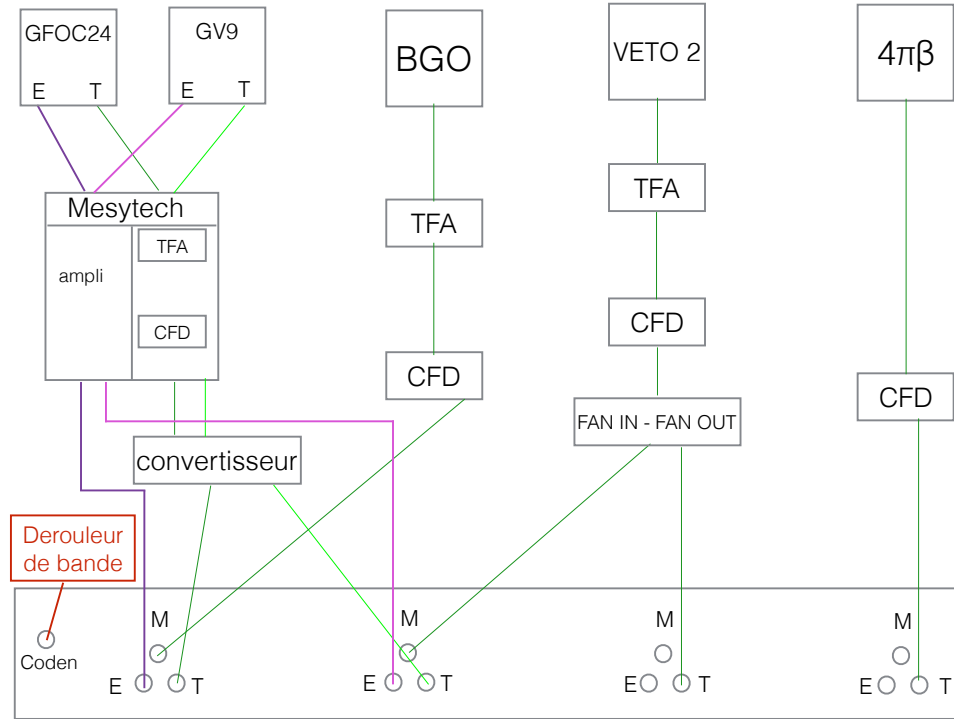 GFOC24
GV9
BGO
VETO 2
4πβ
E T
E T
Mesytech
TFA
ampli
CFD
TFA
TFA
CFD
CFD
CFD
FAN IN - FAN OUT
convertisseur
Derouleur
de bande
Coden
M
E T
M
E T
M
E T
M
E T